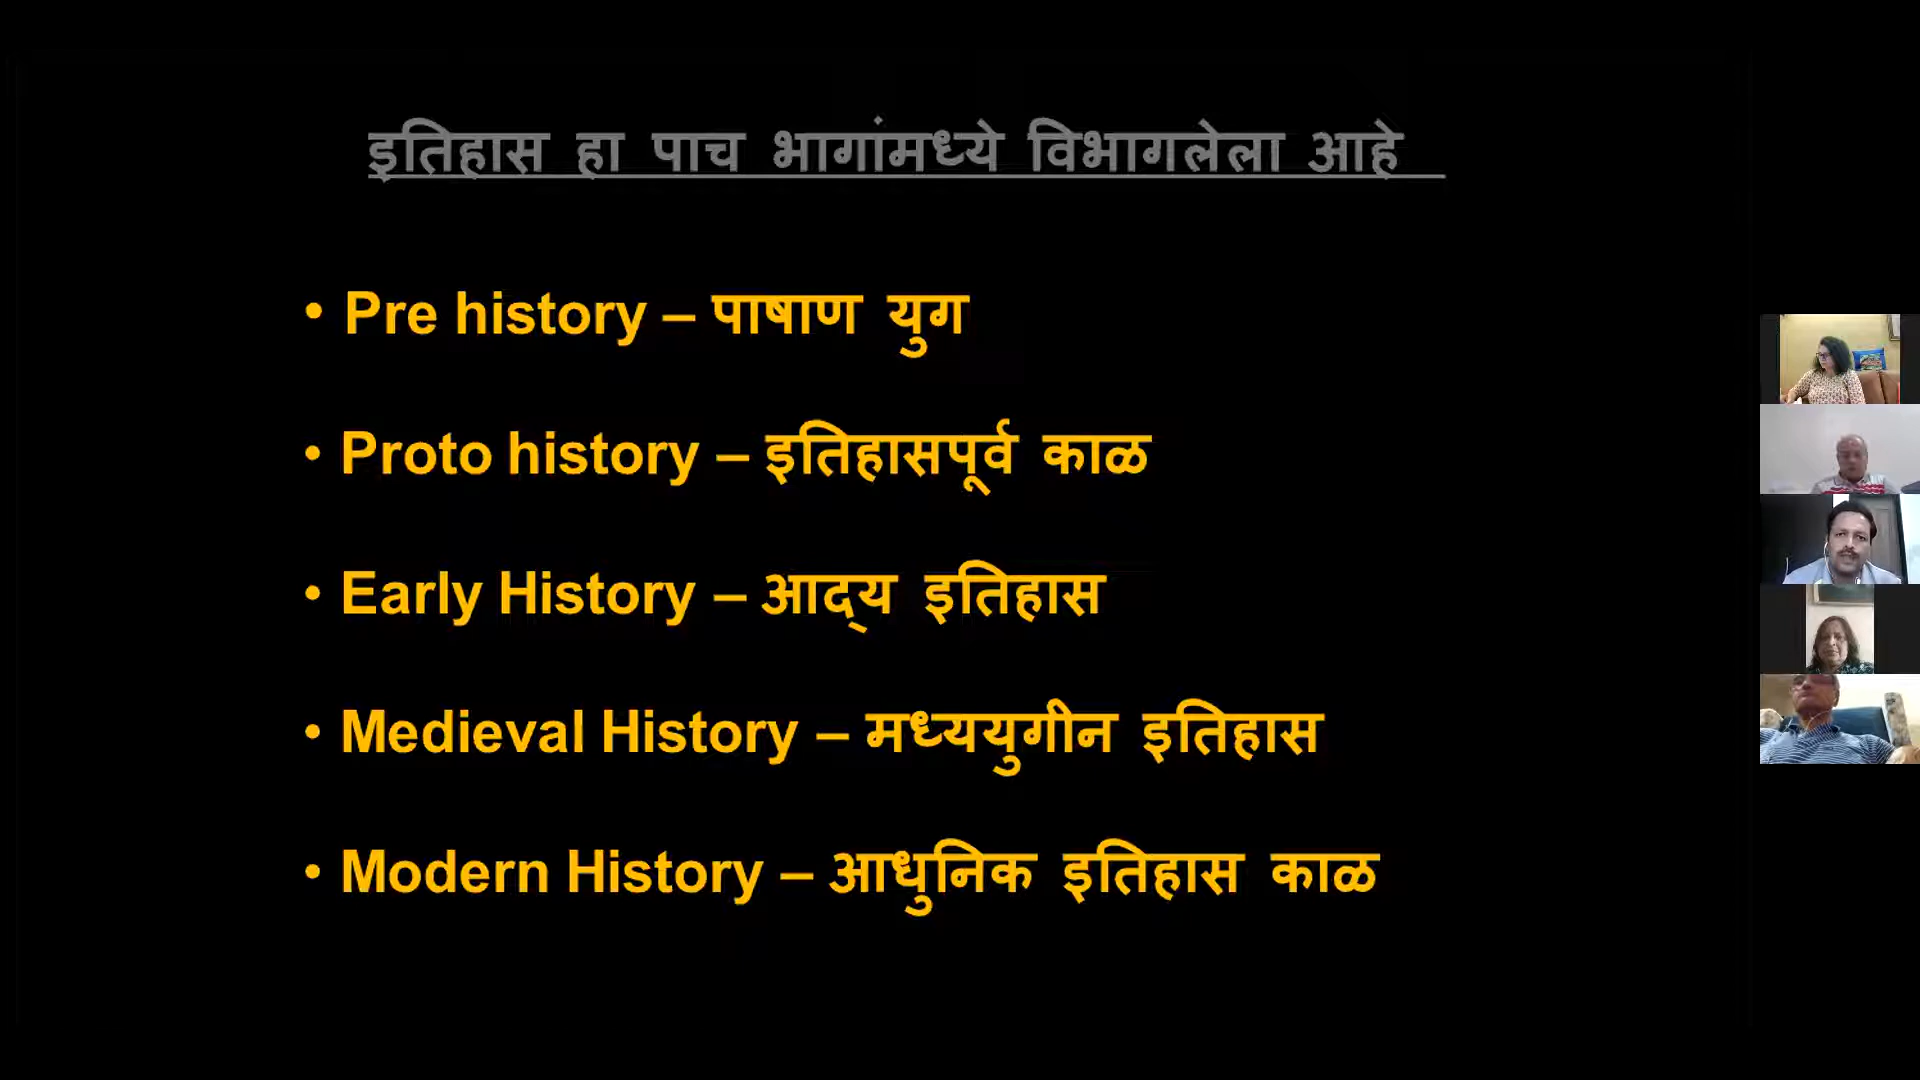 इतिहास हा पाच भागांमध्ये विभागलेला आहे
• Pre history – पाषाण युग
• Proto history – इतिहासपूर्व काळ
• Early History – आद्‌य इतिहास
• Medieval History – मध्ययुगीन इतिहास
• Modern History – आधुनिक इतिहास काळ